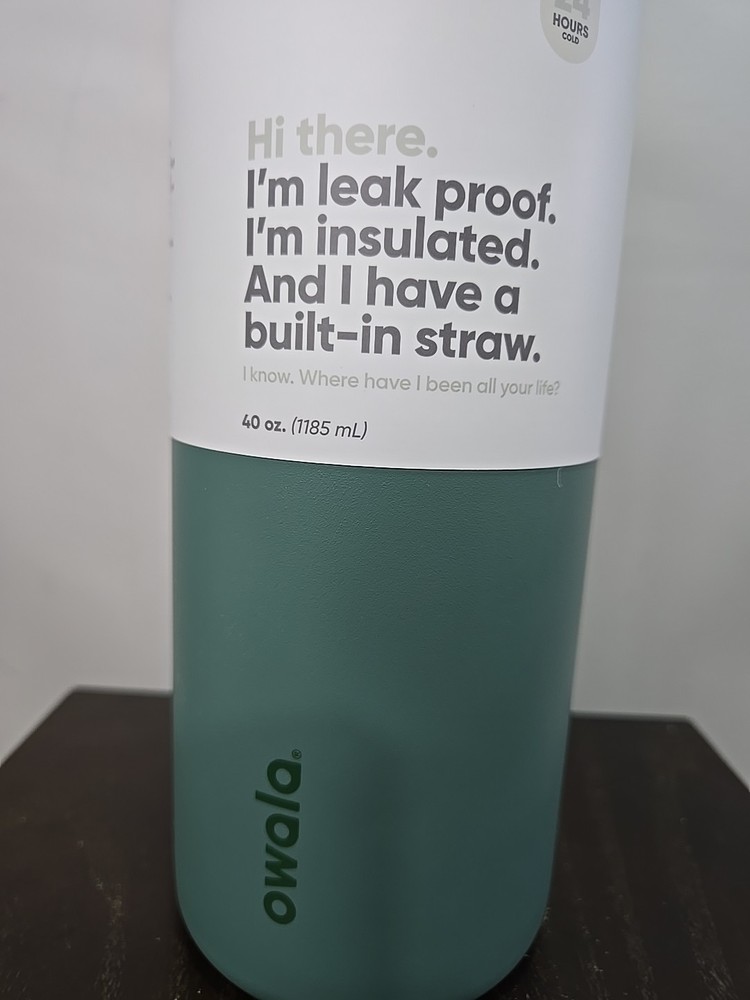 24
HOURS
COLD
Hi there.
I'm leak proof.
I'm insulated.
And I have a
built-in straw.
I know. Where have I been all your life?
40 oz. (1185 mL)
owala®